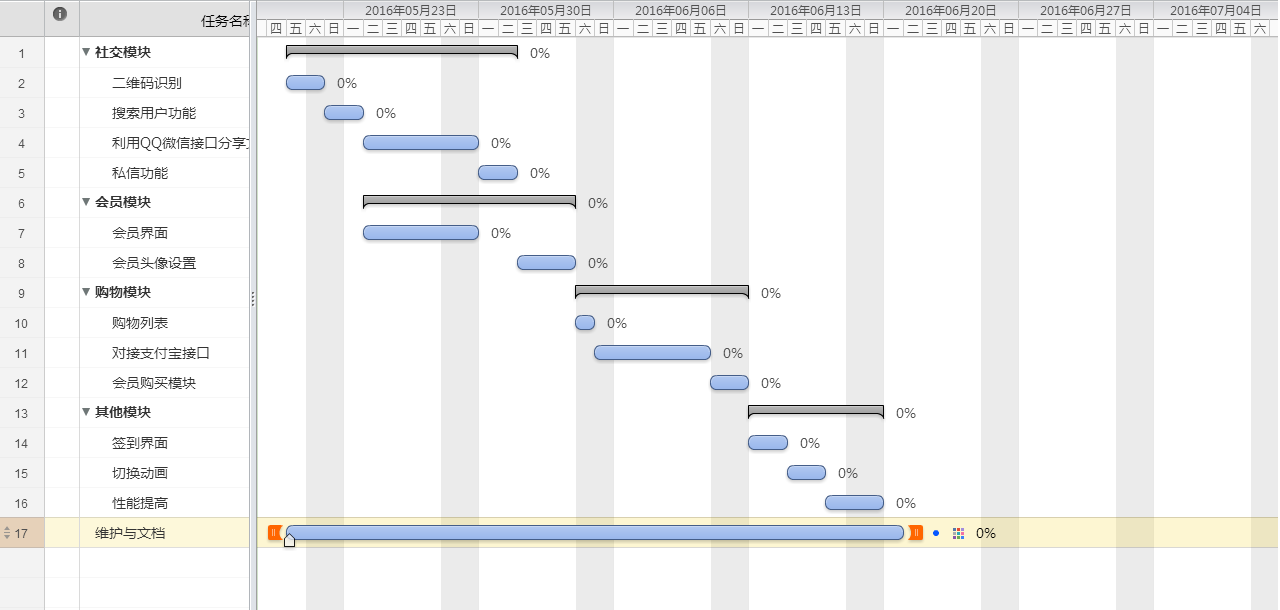 任务名称
2016年05月23日 2016年05月30日 2016年06月06日 2016年06月13日 2016年06月20日 2016年06月27日 2016年07月04日
四 五 六 日 一 二 三 四 五 六 日 一 二 三 四 五 六 日 一 二 三 四 五 六 日 一 二 三 四 五 六 日 一 二 三 四 五 六 日 一 二 三 四 五 六 日 一 二 三 四 五 六
1 社交模块 0%
2 二维码识别 0%
3 搜索用户功能 0%
4 利用QQ微信接口分享 0%
5 私信功能 0%
6 会员模块 0%
7 会员界面 0%
8 会员头像设置 0%
9 购物模块 0%
10 购物列表 0%
11 对接支付宝接口 0%
12 会员购买模块 0%
13 其他模块 0%
14 签到界面 0%
15 切换动画 0%
16 性能提高 0%
17 维护与文档 0%